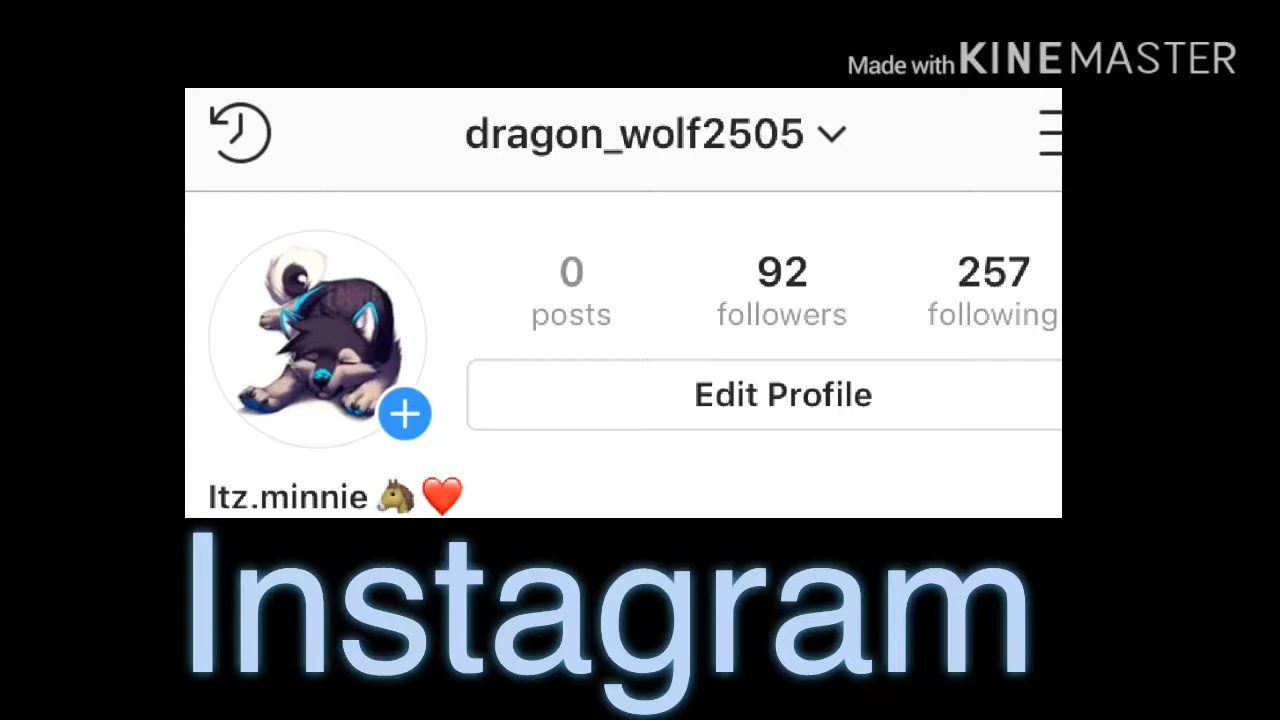 Made with KINEMASTER
dragon_wolf2505
0 92 257
posts followers following
Edit Profile
Itz.minnie 🐴❤️
Instagram